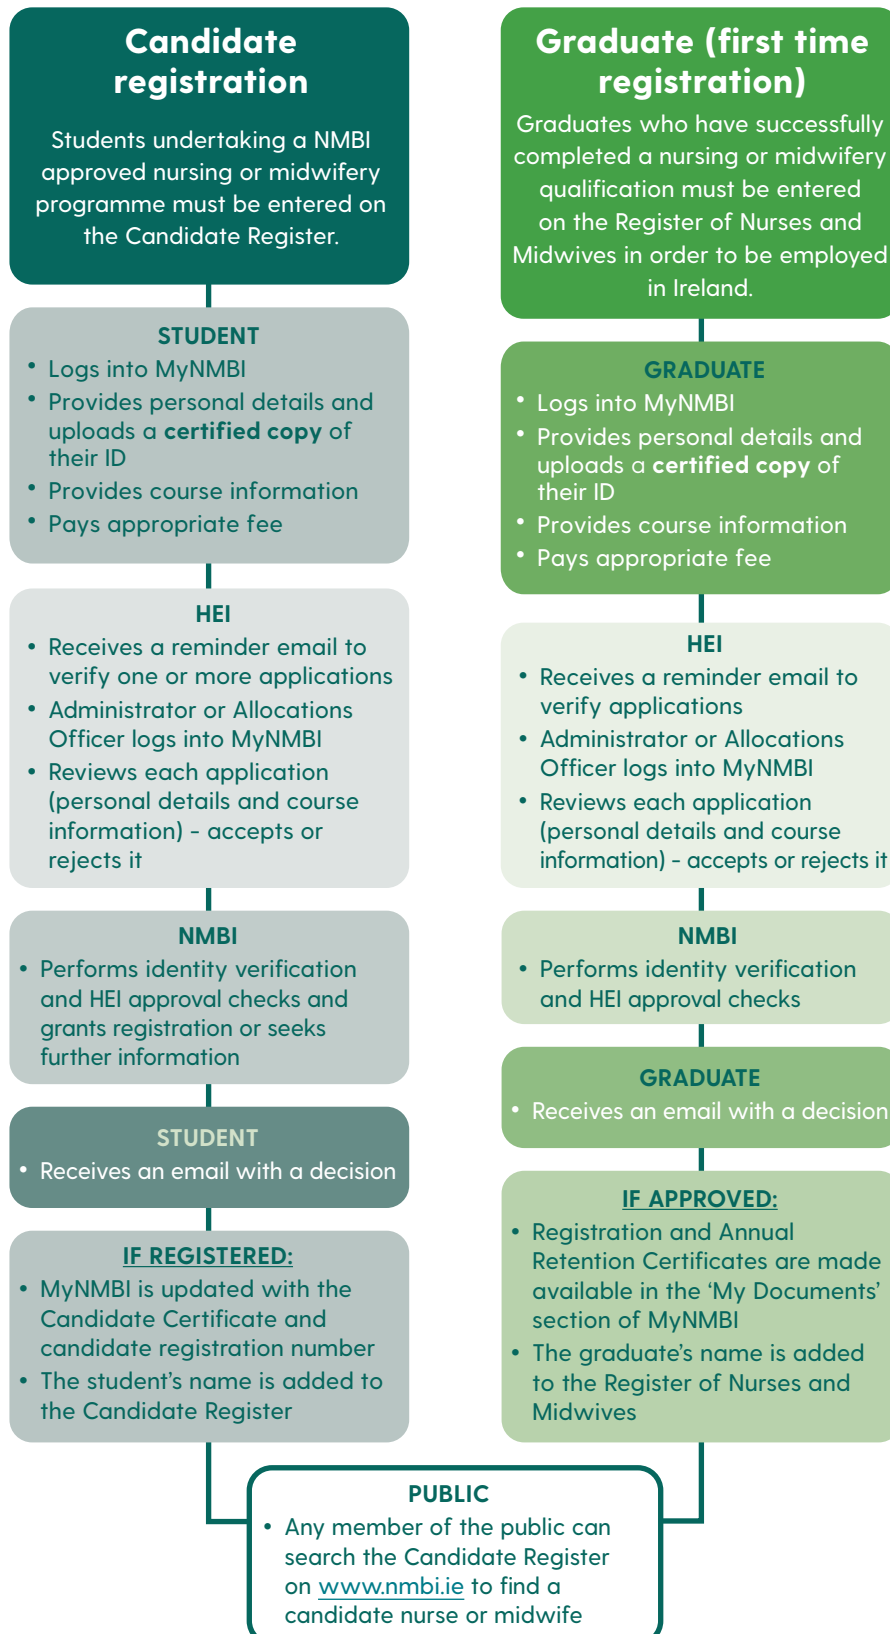 Candidate
registration
Students undertaking a NMBI
approved nursing or midwifery
programme must be entered on
the Candidate Register.
STUDENT
• Logs into MyNMBI
• Provides personal details and
uploads a certified copy of
their ID
• Provides course information
• Pays appropriate fee
HEI
• Receives a reminder email to
verify one or more applications
• Administrator or Allocations
Officer logs into MyNMBI
• Reviews each application
(personal details and course
information) - accepts or
rejects it
NMBI
• Performs identity verification
and HEI approval checks and
grants registration or seeks
further information
STUDENT
• Receives an email with a decision
IF REGISTERED:
• MyNMBI is updated with the
Candidate Certificate and
candidate registration number
• The student’s name is added to
the Candidate Register
Graduate (first time
registration)
Graduates who have successfully
completed a nursing or midwifery
qualification must be entered
on the Register of Nurses and
Midwives in order to be employed
in Ireland.
GRADUATE
• Logs into MyNMBI
• Provides personal details and
uploads a certified copy of
their ID
• Provides course information
• Pays appropriate fee
HEI
• Receives a reminder email to
verify applications
• Administrator or Allocations
Officer logs into MyNMBI
• Reviews each application
(personal details and course
information) - accepts or rejects it
NMBI
• Performs identity verification
and HEI approval checks
GRADUATE
• Receives an email with a decision
IF APPROVED:
• Registration and Annual
Retention Certificates are made
available in the ‘My Documents’
section of MyNMBI
• The graduate’s name is added
to the Register of Nurses and
Midwives
PUBLIC
• Any member of the public can
search the Candidate Register
on www.nmbi.ie to find a
candidate nurse or midwife